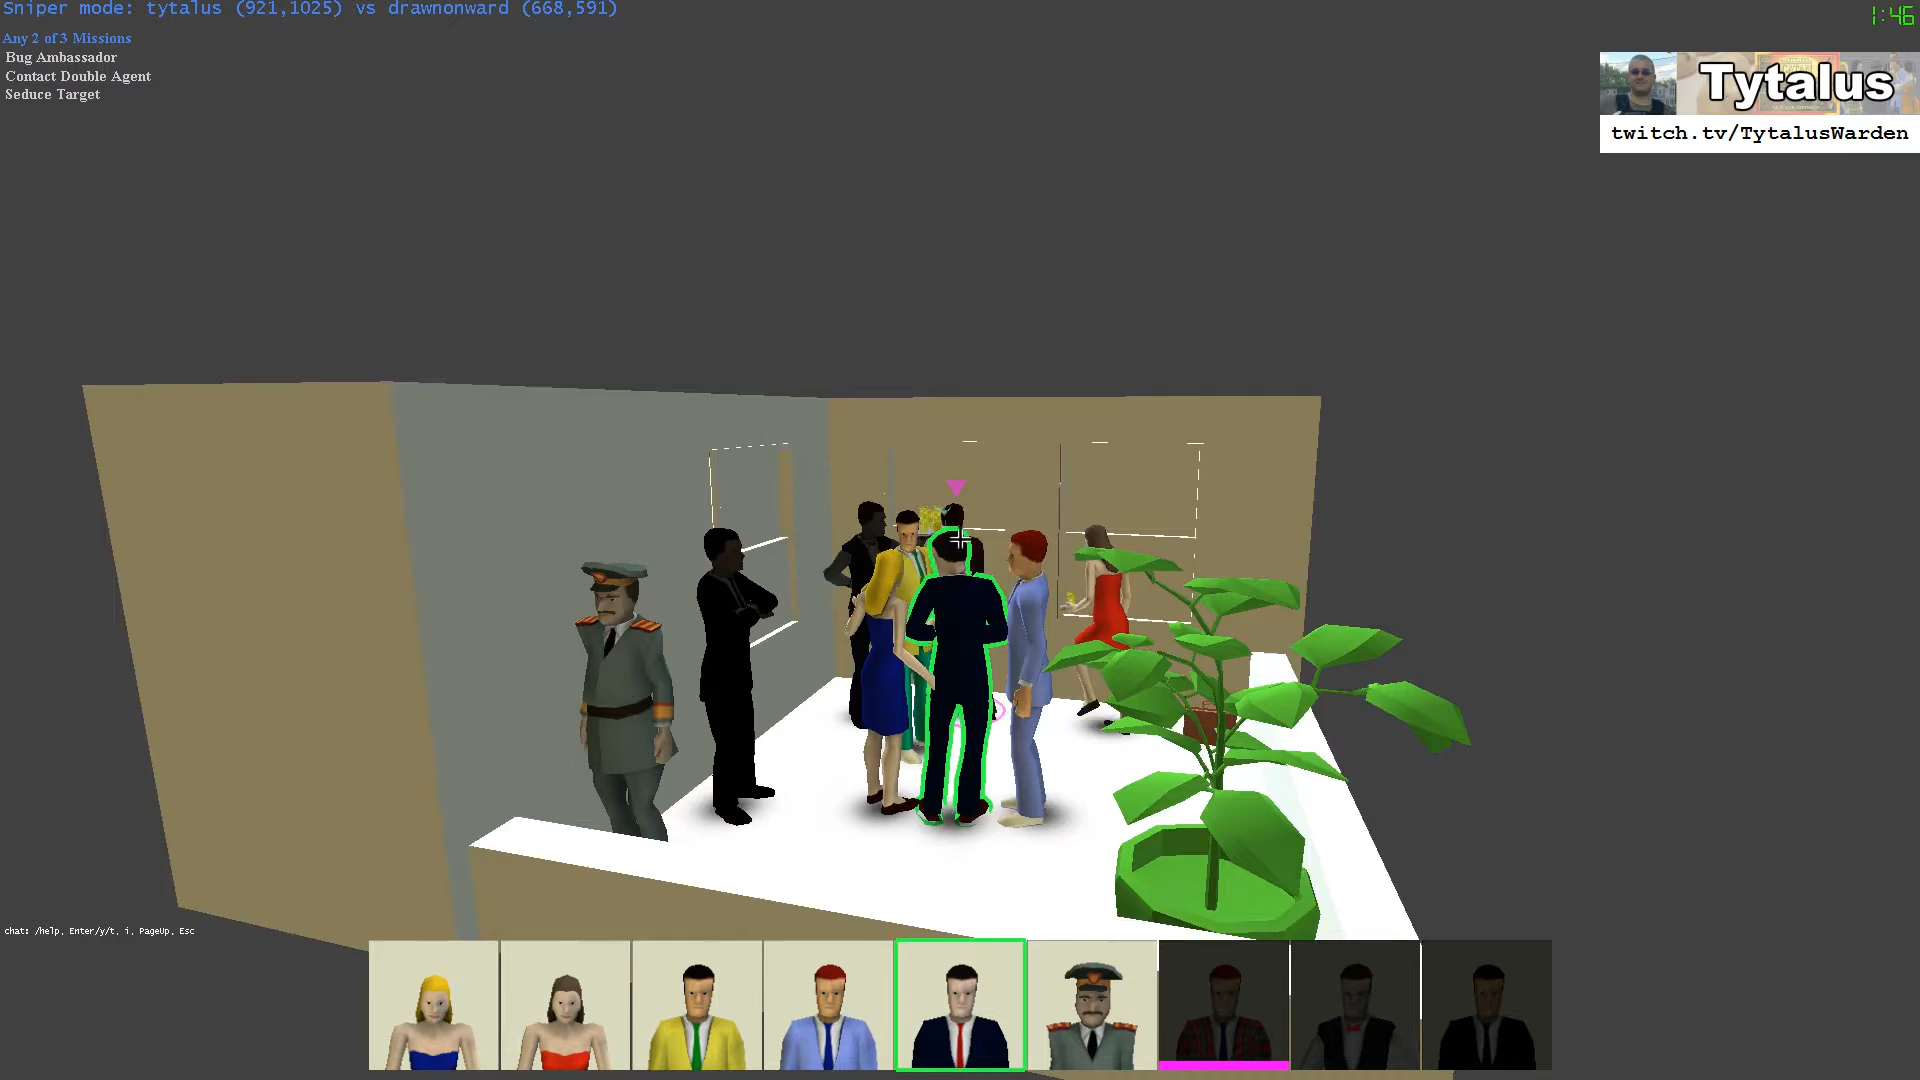 Sniper mode: tytalus (921,1025) vs drawnonward (668,591)
1:46
Any 2 of 3 Missions
Bug Ambassador
Contact Double Agent
Seduce Target
Tytalus
twitch.tv/TytalusWarden
chat: /help, Enter/y/t, i, PageUp, Esc